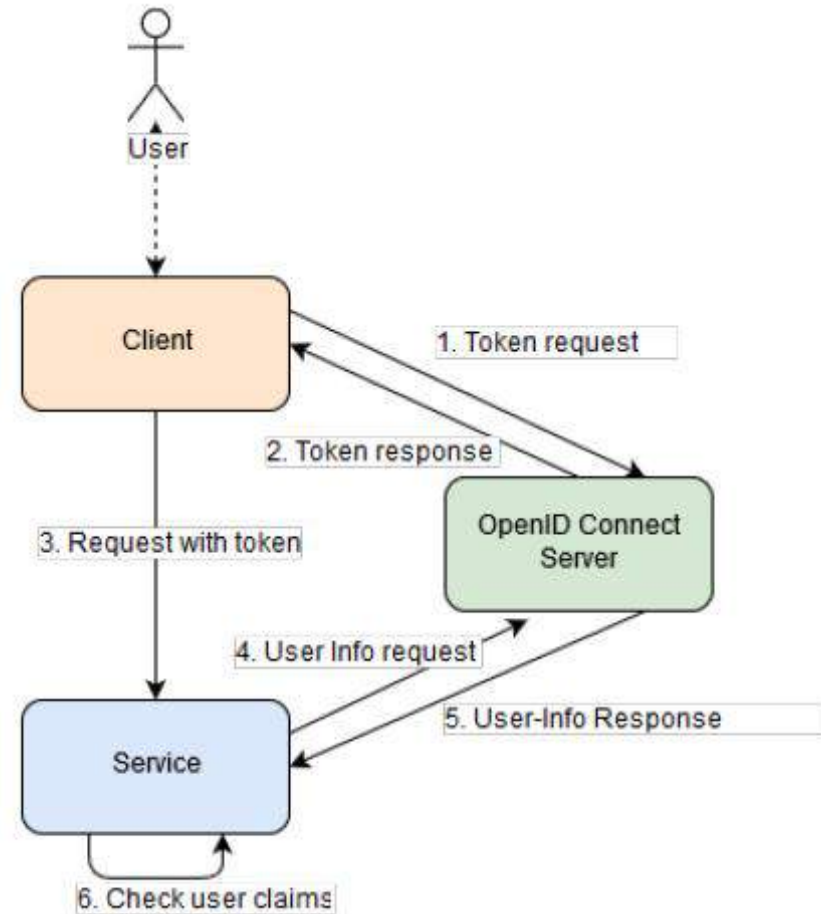 User
Client
1. Token request
2. Token response
OpenID Connect
Server
3. Request with token
4. User Info request
5. User-Info Response
Service
6. Check user claims